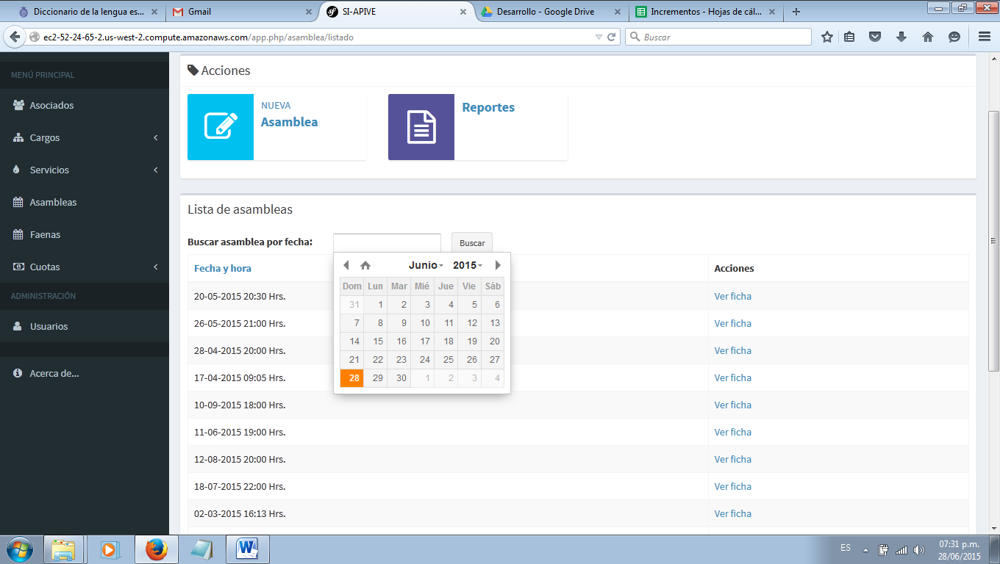 Diccionario de la lengua es...
Gmail
SI-APIVE
Desarrollo - Google Drive
Incrementos - Hojas de cál...
ec2-52-24-65-2.us-west-2.compute.amazonaws.com/app.php/asamblea/listado
Buscar
MENÚ PRINCIPAL
Asociados
Cargos
Servicios
Asambleas
Faenas
Cuotas
ADMINISTRACIÓN
Usuarios
Acerca de...
Acciones
NUEVA
Asamblea
Reportes
Lista de asambleas
Buscar asamblea por fecha:
Buscar
Junio 2015
Dom Lun Mar Mié Jue Vie Sáb
31 1 2 3 4 5 6
7 8 9 10 11 12 13
14 15 16 17 18 19 20
21 22 23 24 25 26 27
28 29 30 1 2 3 4
Fecha y hora Acciones
20-05-2015 20:30 Hrs. Ver ficha
26-05-2015 21:00 Hrs. Ver ficha
28-04-2015 20:00 Hrs. Ver ficha
17-04-2015 09:05 Hrs. Ver ficha
10-09-2015 18:00 Hrs. Ver ficha
11-06-2015 19:00 Hrs. Ver ficha
12-08-2015 20:00 Hrs. Ver ficha
18-07-2015 22:00 Hrs. Ver ficha
02-03-2015 16:13 Hrs. Ver ficha
ES
07:31 p.m.
28/06/2015